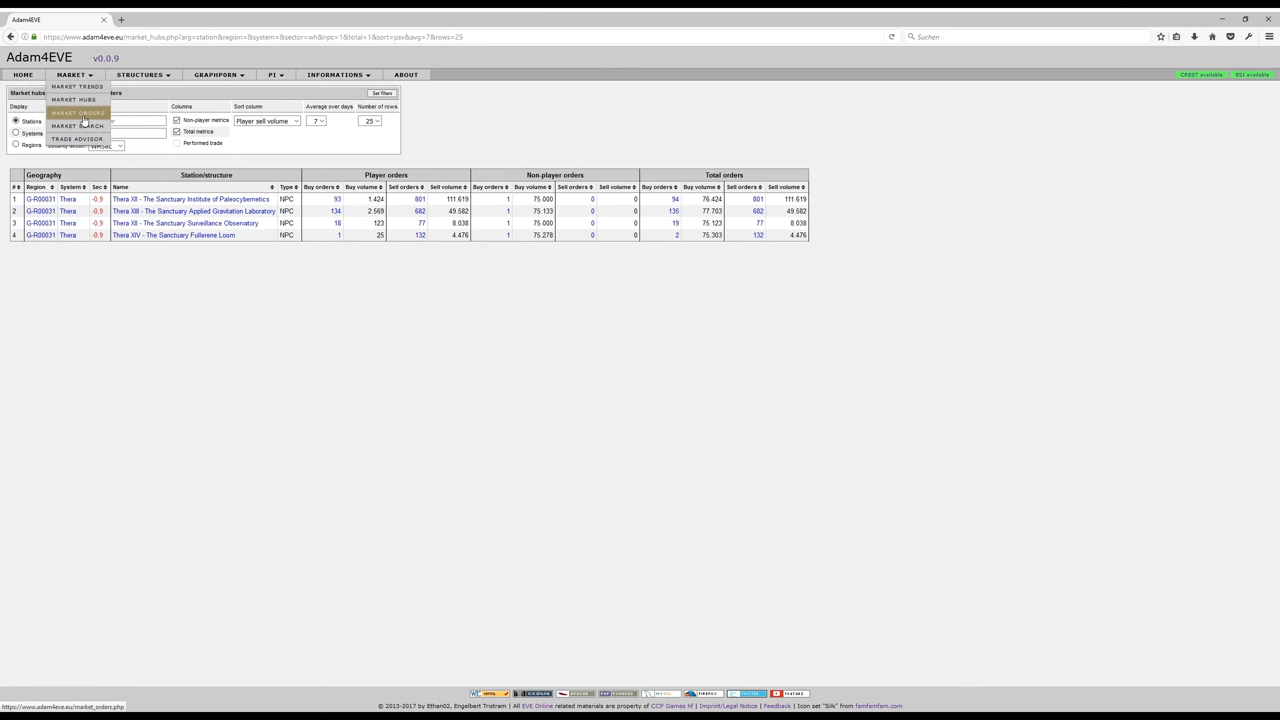 Adam4EVE
https://www.adam4eve.eu/market_hubs.php?arg=station&region=&system=&sector=wh&npc=1&total=1&sort=psv&avg=7&rows=25
Suchen
Adam4EVE v0.0.9
HOME MARKET STRUCTURES GRAPHP0RN PI INFORMATIONS ABOUT CREST available ESI available
MARKET TRENDS
MARKET HUBS
MARKET ORDERS
MARKET SEARCH
TRADE ADVISOR
Market hubs Set filters
Display Columns Sort column Average over days Number of rows
Stations Non-player metrics Player sell volume 7 25
Systems Total metrics
Regions Performed trade
Geography Station/structure Player orders Non-player orders Total orders
# Region System Sec Name Type Buy orders Buy volume Sell orders Sell volume Buy orders Buy volume Sell orders Sell volume Buy orders Buy volume Sell orders Sell volume
1 G-R00031 Thera -0,9 Thera XII - The Sanctuary Institute of Paleocybernetics NPC 93 1.424 801 111.619 1 75.000 0 0 94 76.424 801 111.619
2 G-R00031 Thera -0,9 Thera XIII - The Sanctuary Applied Gravitation Laboratory NPC 134 2.569 682 49.582 1 75.133 0 0 135 77.703 682 49.582
3 G-R00031 Thera -0,9 Thera XII - The Sanctuary Surveillance Observatory NPC 18 123 77 8.038 1 75.000 0 0 19 75.123 77 8.038
4 G-R00031 Thera -0,9 Thera XIV - The Sanctuary Fullerene Loom NPC 1 25 132 4.476 1 75.278 0 0 2 75.303 132 4.476
https://www.adam4eve.eu/market_orders.php
© 2013-2017 by Ethan02, Engelbert Tristram | All EVE Online related materials are property of CCP Games hf | Imprint/Legal Notice | Feedback | Icon set "Silk" from famfamfam.com